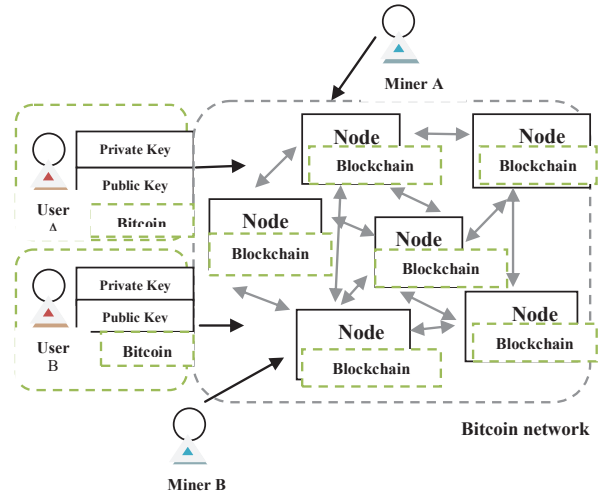 Miner A
Node
Blockchain
Node
Blockchain
Private Key
Public Key
Bitcoin
User
A
Node
Blockchain
Node
Blockchain
Private Key
Public Key
Bitcoin
User
B
Node
Blockchain
Node
Blockchain
Bitcoin network
Miner B